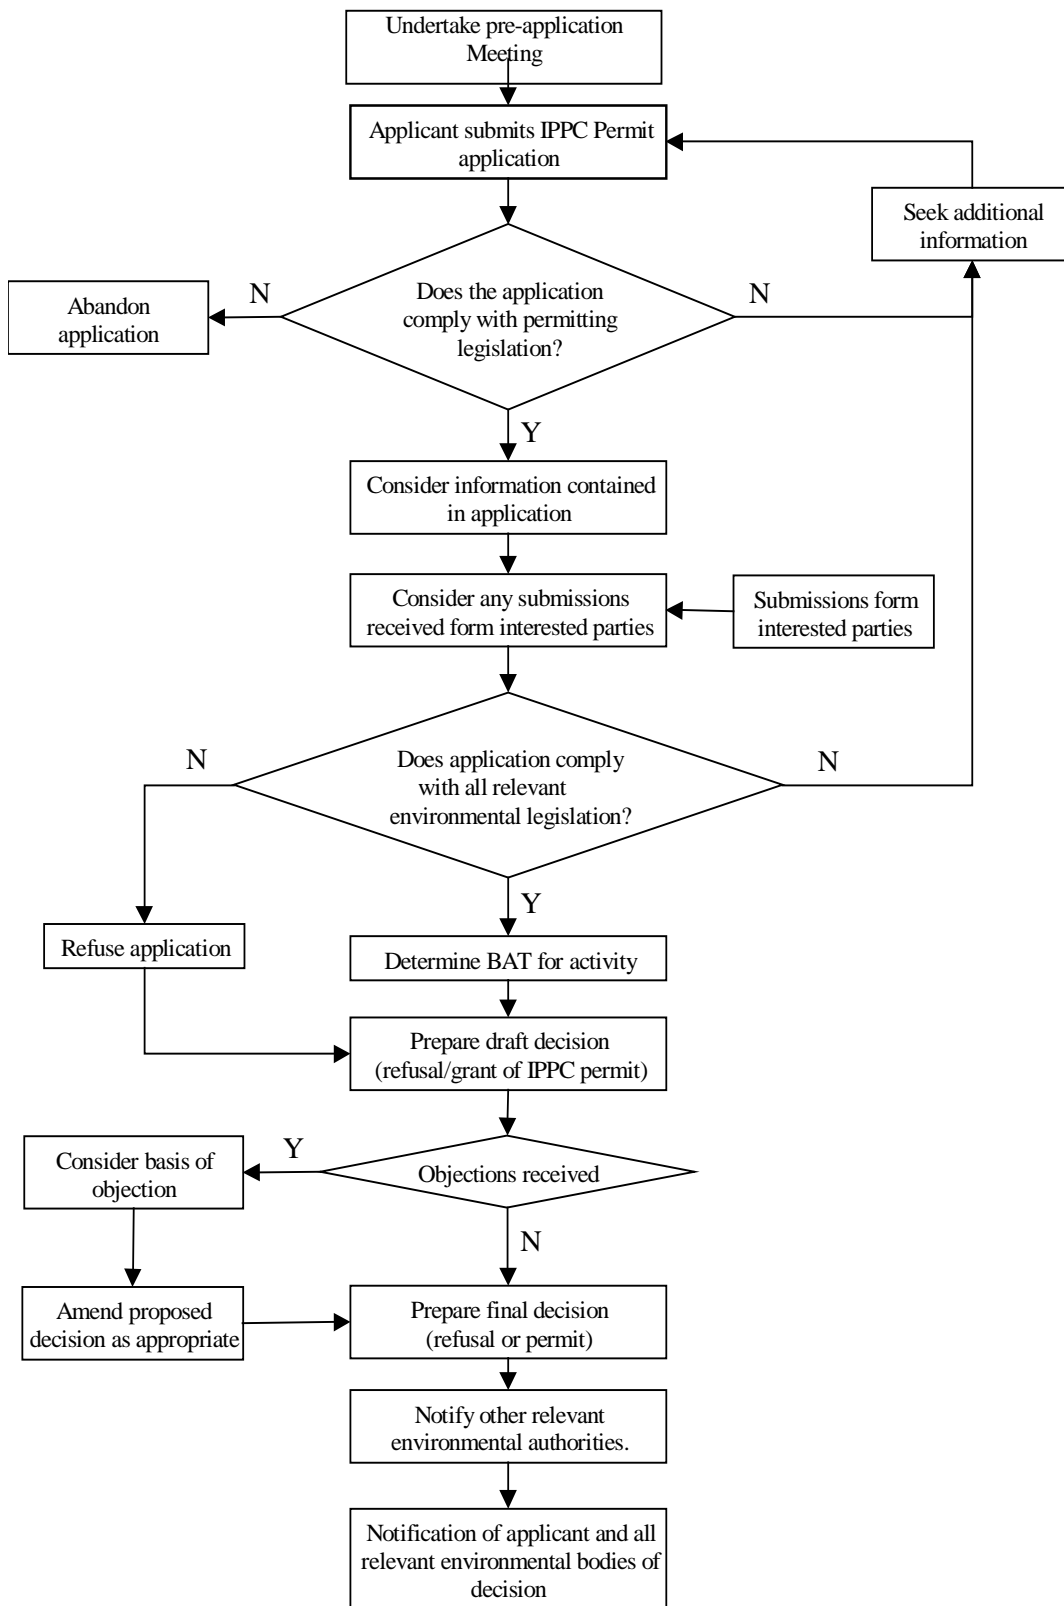 Undertake pre-application
Meeting
Applicant submits IPPC Permit
application
Seek additional
information
N
N
Abandon
application
Does the application
comply with permitting
legislation?
Y
Consider information contained
in application
Consider any submissions
received form interested parties
Submissions form
interested parties
N
N
Does application comply
with all relevant
environmental legislation?
Y
Refuse application
Determine BAT for activity
Prepare draft decision
(refusal/grant of IPPC permit)
Y
Consider basis of
objection
Objections received
N
Amend proposed
decision as appropriate
Prepare final decision
(refusal or permit)
Notify other relevant
environmental authorities.
Notification of applicant and all
relevant environmental bodies of
decision